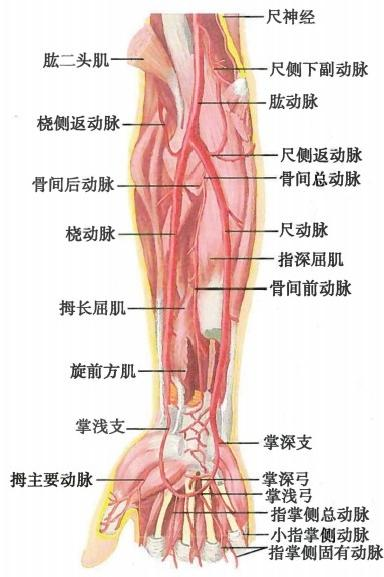 尺神经
肱二头肌
尺侧下副动脉
肱动脉
桡侧返动脉
尺侧返动脉
骨间后动脉
骨间总动脉
桡动脉
尺动脉
指深屈肌
骨间前动脉
拇长屈肌
旋前方肌
掌浅支
掌深支
拇主要动脉
掌深弓
掌浅弓
指掌侧总动脉
小指掌侧动脉
指掌侧固有动脉